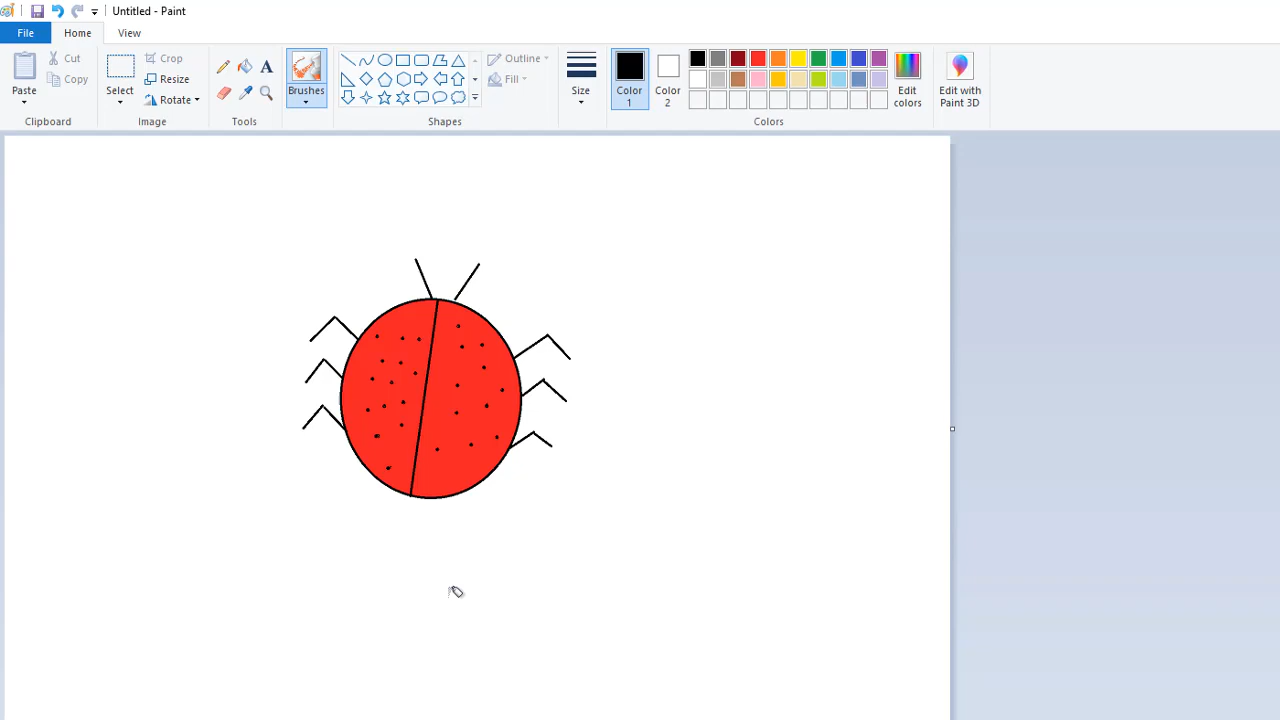 Untitled - Paint
File Home View
Paste Cut Copy Clipboard
Select Crop Resize Rotate Image
A
Tools
Brushes
Outline Fill
Shapes
Size
Color 1
Color 2
Edit colors
Colors
Edit with Paint 3D